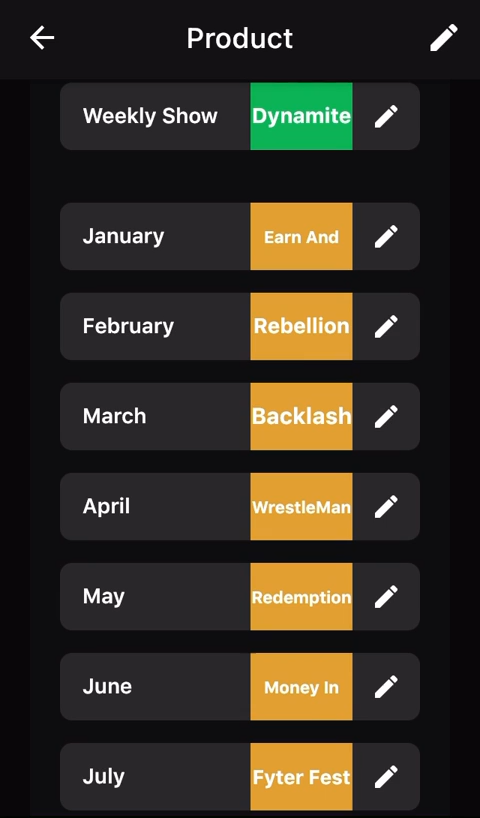 Product
Weekly Show Dynamite
January Earn And
February Rebellion
March Backlash
April WrestleMan
May Redemption
June Money In
July Fyter Fest